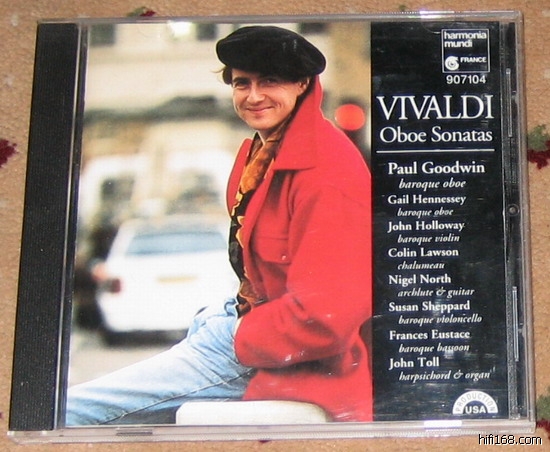 harmonia
mundi
FRANCE
907104
VIVALDI
Oboe Sonatas
Paul Goodwin
baroque oboe
Gail Hennessey
baroque oboe
John Holloway
baroque violin
Colin Lawson
chalumeau
Nigel North
archlute & guitar
Susan Sheppard
baroque violoncello
Frances Eustace
baroque bassoon
John Toll
harpsichord & organ
PRODUCTION
USA
hifi168.com